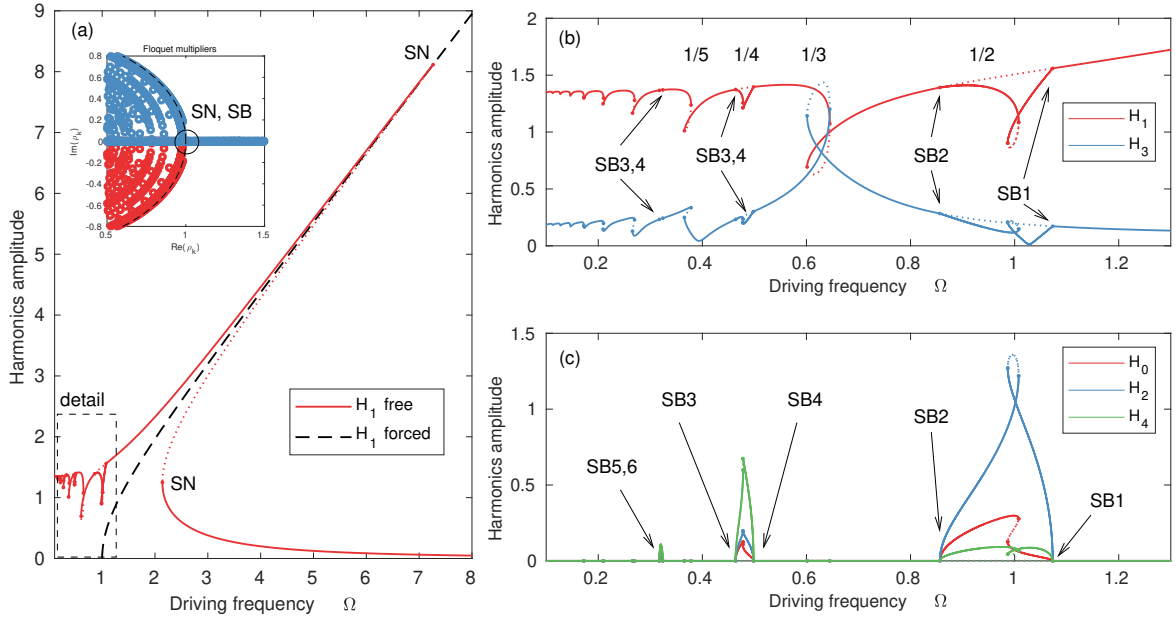 (a)
Floquet multipliers
Im(ρk)
0.8
0.6
0.4
0.2
0
-0.2
-0.4
-0.6
-0.8
0.5
1.0
1.5
Re(ρk)
SN, SB
SN
SN
detail
H1 free
H1 forced
Harmonics amplitude
9
8
7
6
5
4
3
2
1
0
1
2
3
4
5
6
7
8
Driving frequency Ω
(b)
1/5
1/4
1/3
1/2
SB3,4
SB3,4
SB2
SB1
H1
H3
Harmonics amplitude
2
1.5
1
0.5
0
0.2
0.4
0.6
0.8
1
1.2
Driving frequency Ω
(c)
SB5,6
SB3
SB4
SB2
SB1
H0
H2
H4
Harmonics amplitude
1.5
1
0.5
0
0.2
0.4
0.6
0.8
1
1.2
Driving frequency Ω